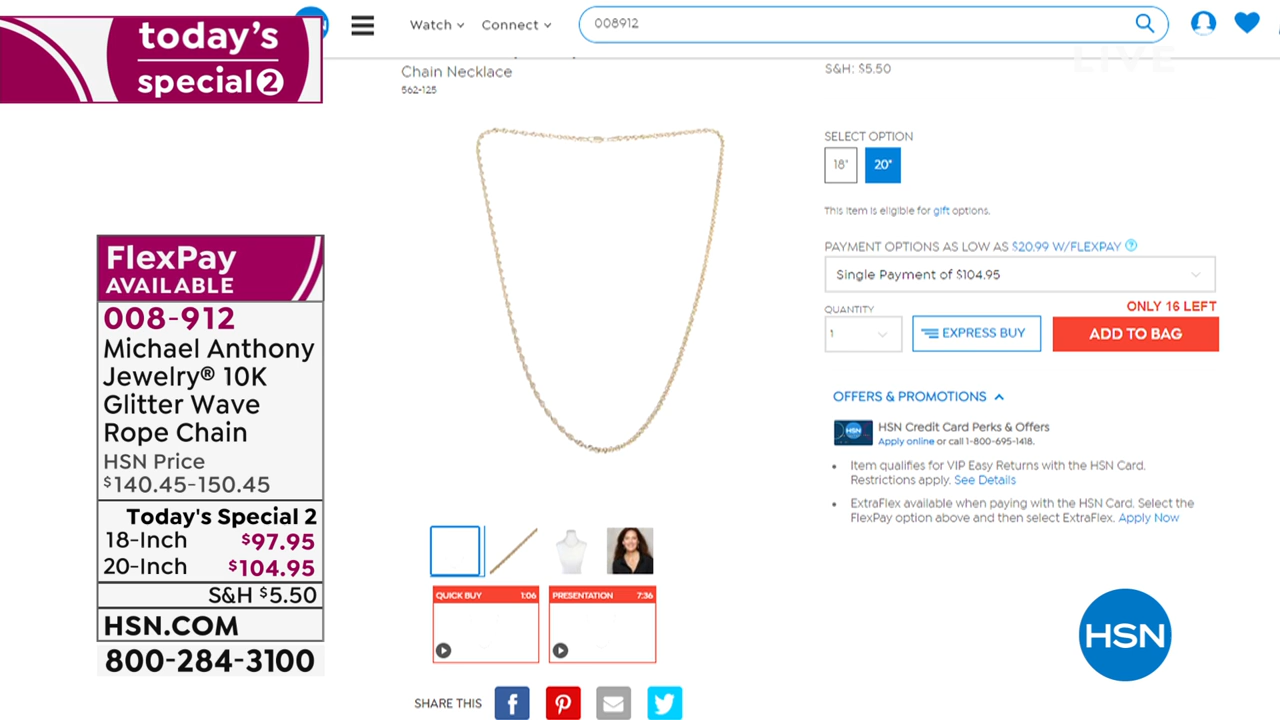 today's
special 2
Watch
Connect
008912
LIVE
Chain Necklace
562-125
S&H: $5.50
SELECT OPTION
18"
20"
This item is eligible for gift options.
PAYMENT OPTIONS AS LOW AS $20.99 W/FLEXPAY ?
Single Payment of $104.95
ONLY 16 LEFT
QUANTITY
1
EXPRESS BUY
ADD TO BAG
OFFERS & PROMOTIONS
HSN
HSN Credit Card Perks & Offers
Apply online or call 1-800-695-1418.
• Item qualifies for VIP Easy Returns with the HSN Card.
Restrictions apply. See Details
• ExtraFlex available when paying with the HSN Card. Select the
FlexPay option above and then select ExtraFlex. Apply Now
FlexPay
AVAILABLE
008-912
Michael Anthony
Jewelry® 10K
Glitter Wave
Rope Chain
HSN Price
$140.45-150.45
Today's Special 2
18-Inch $97.95
20-Inch $104.95
S&H $5.50
HSN.COM
800-284-3100
QUICK BUY 1:06
PRESENTATION 7:36
SHARE THIS
HSN